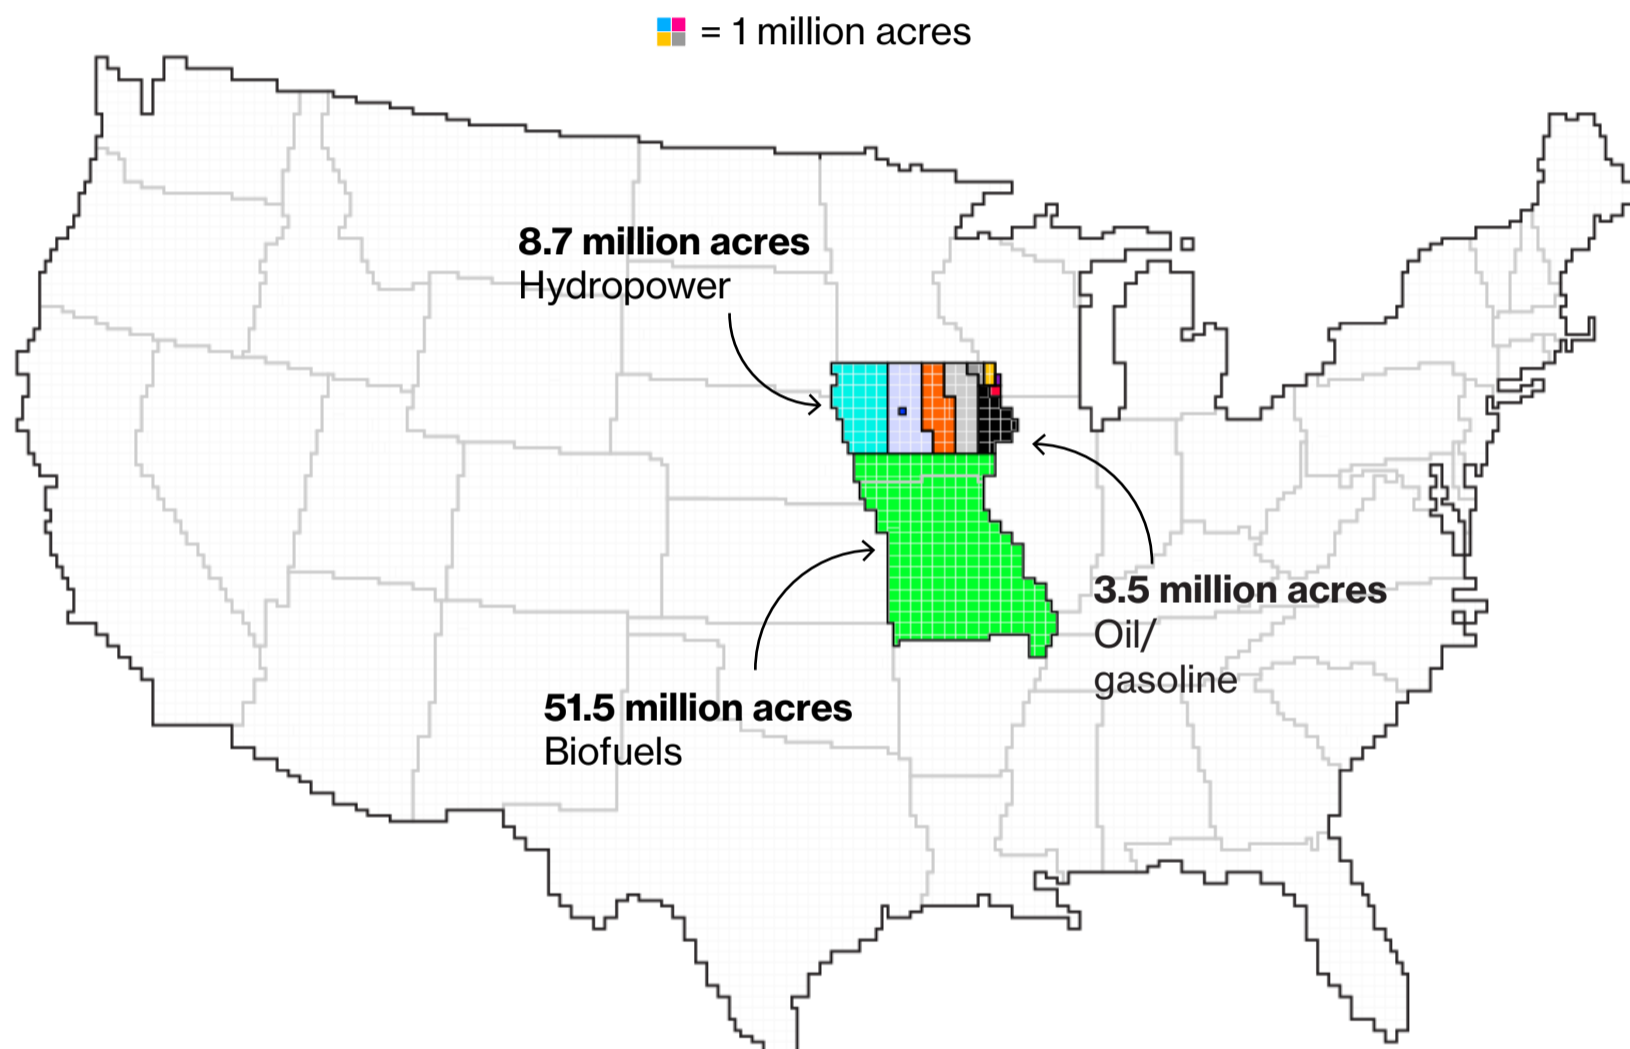 = 1 million acres
8.7 million acres
Hydropower
3.5 million acres
Oil/
gasoline
51.5 million acres
Biofuels